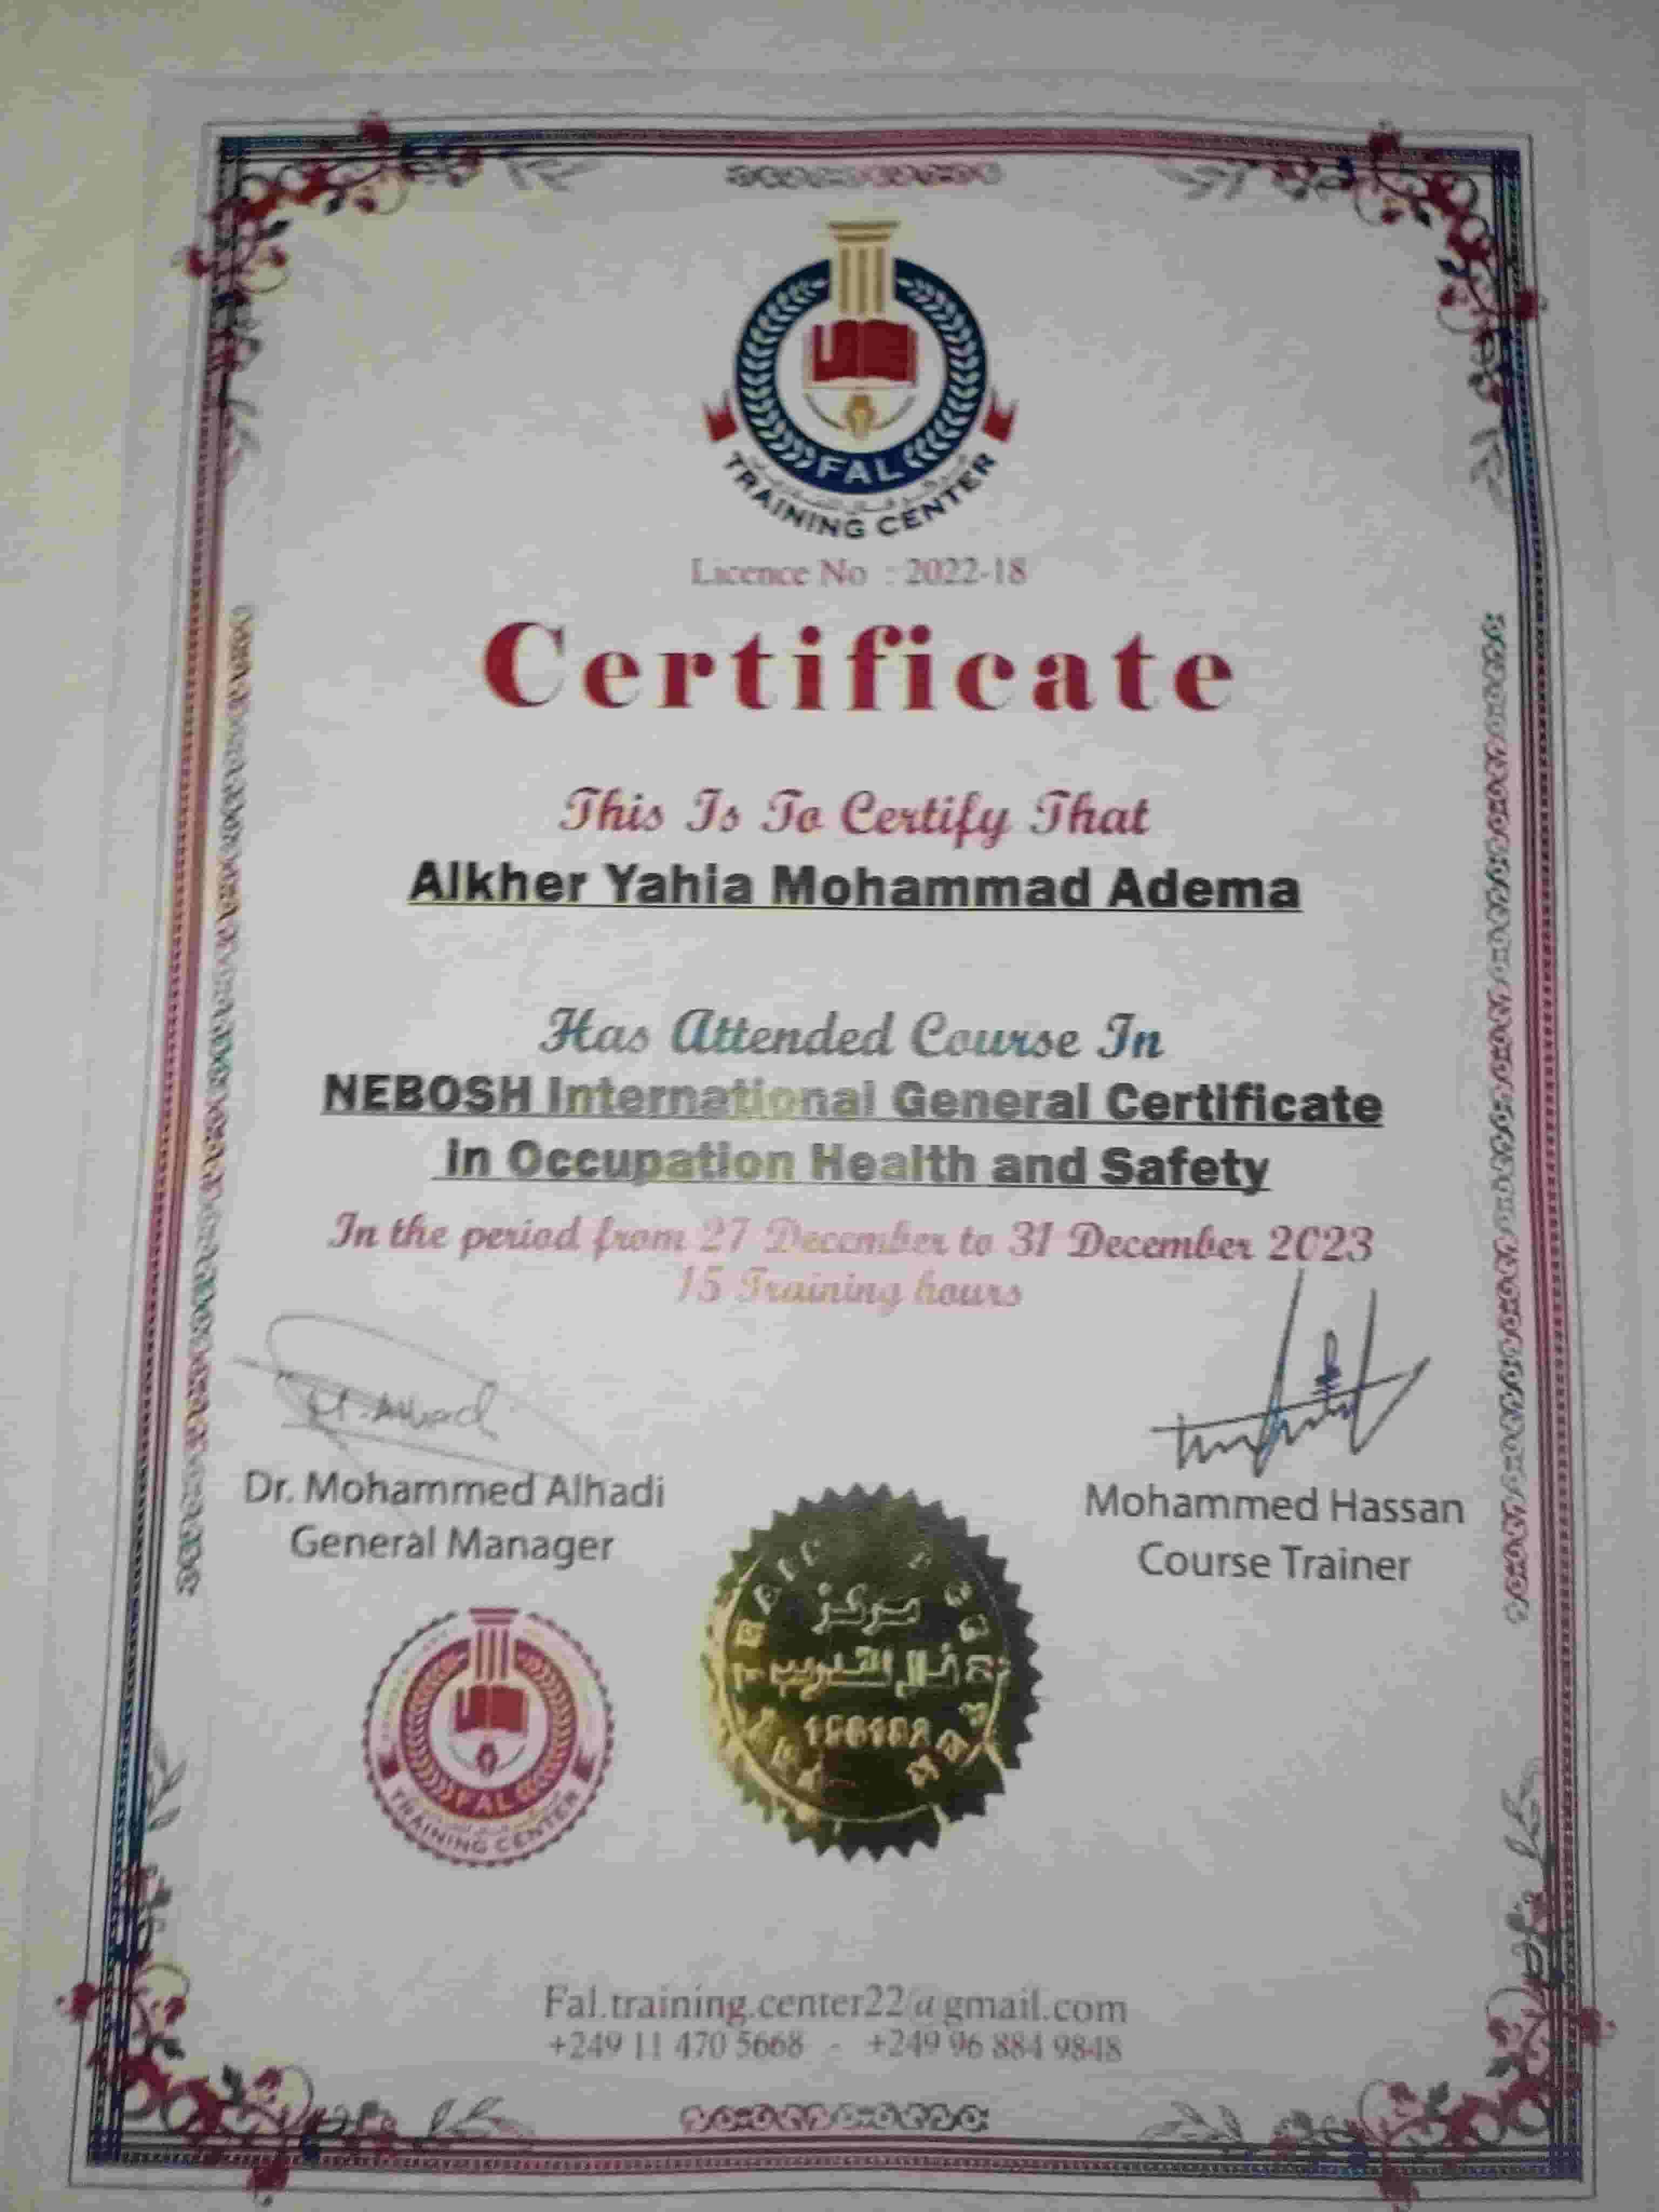 FAL
TRAINING CENTER
Licence No : 2022-18
Certificate
This Is To Certify That
Alkher Yahia Mohammad Adema
Has Attended Course In
NEBOSH International General Certificate
in Occupation Health and Safety
In the period from 27 December to 31 December 2023
15 Training hours
M. Alhadi
Dr. Mohammed Alhadi
General Manager
Mohammed Hassan
Course Trainer
مركز
فال للتدريب
FAL
TRAINING CENTER
Fal.training.center22@gmail.com
+249 11 470 5668 - +249 96 884 9848